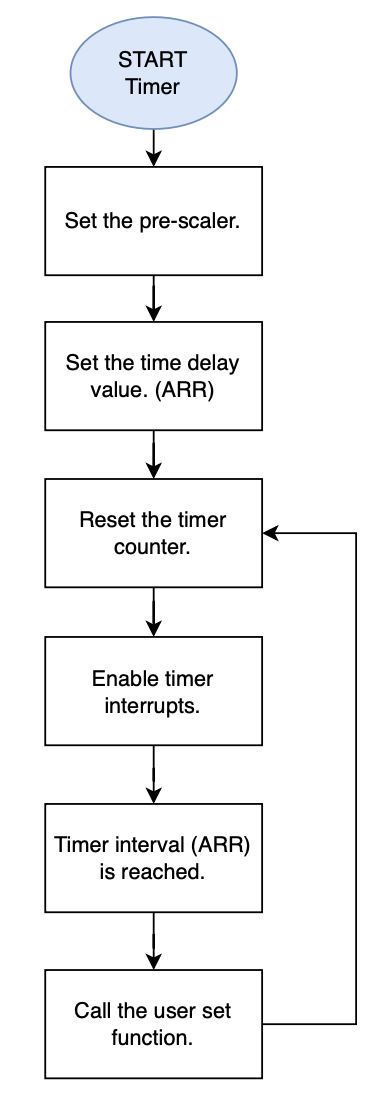 START
Timer
Set the pre-scaler.
Set the time delay
value. (ARR)
Reset the timer
counter.
Enable timer
interrupts.
Timer interval (ARR)
is reached.
Call the user set
function.